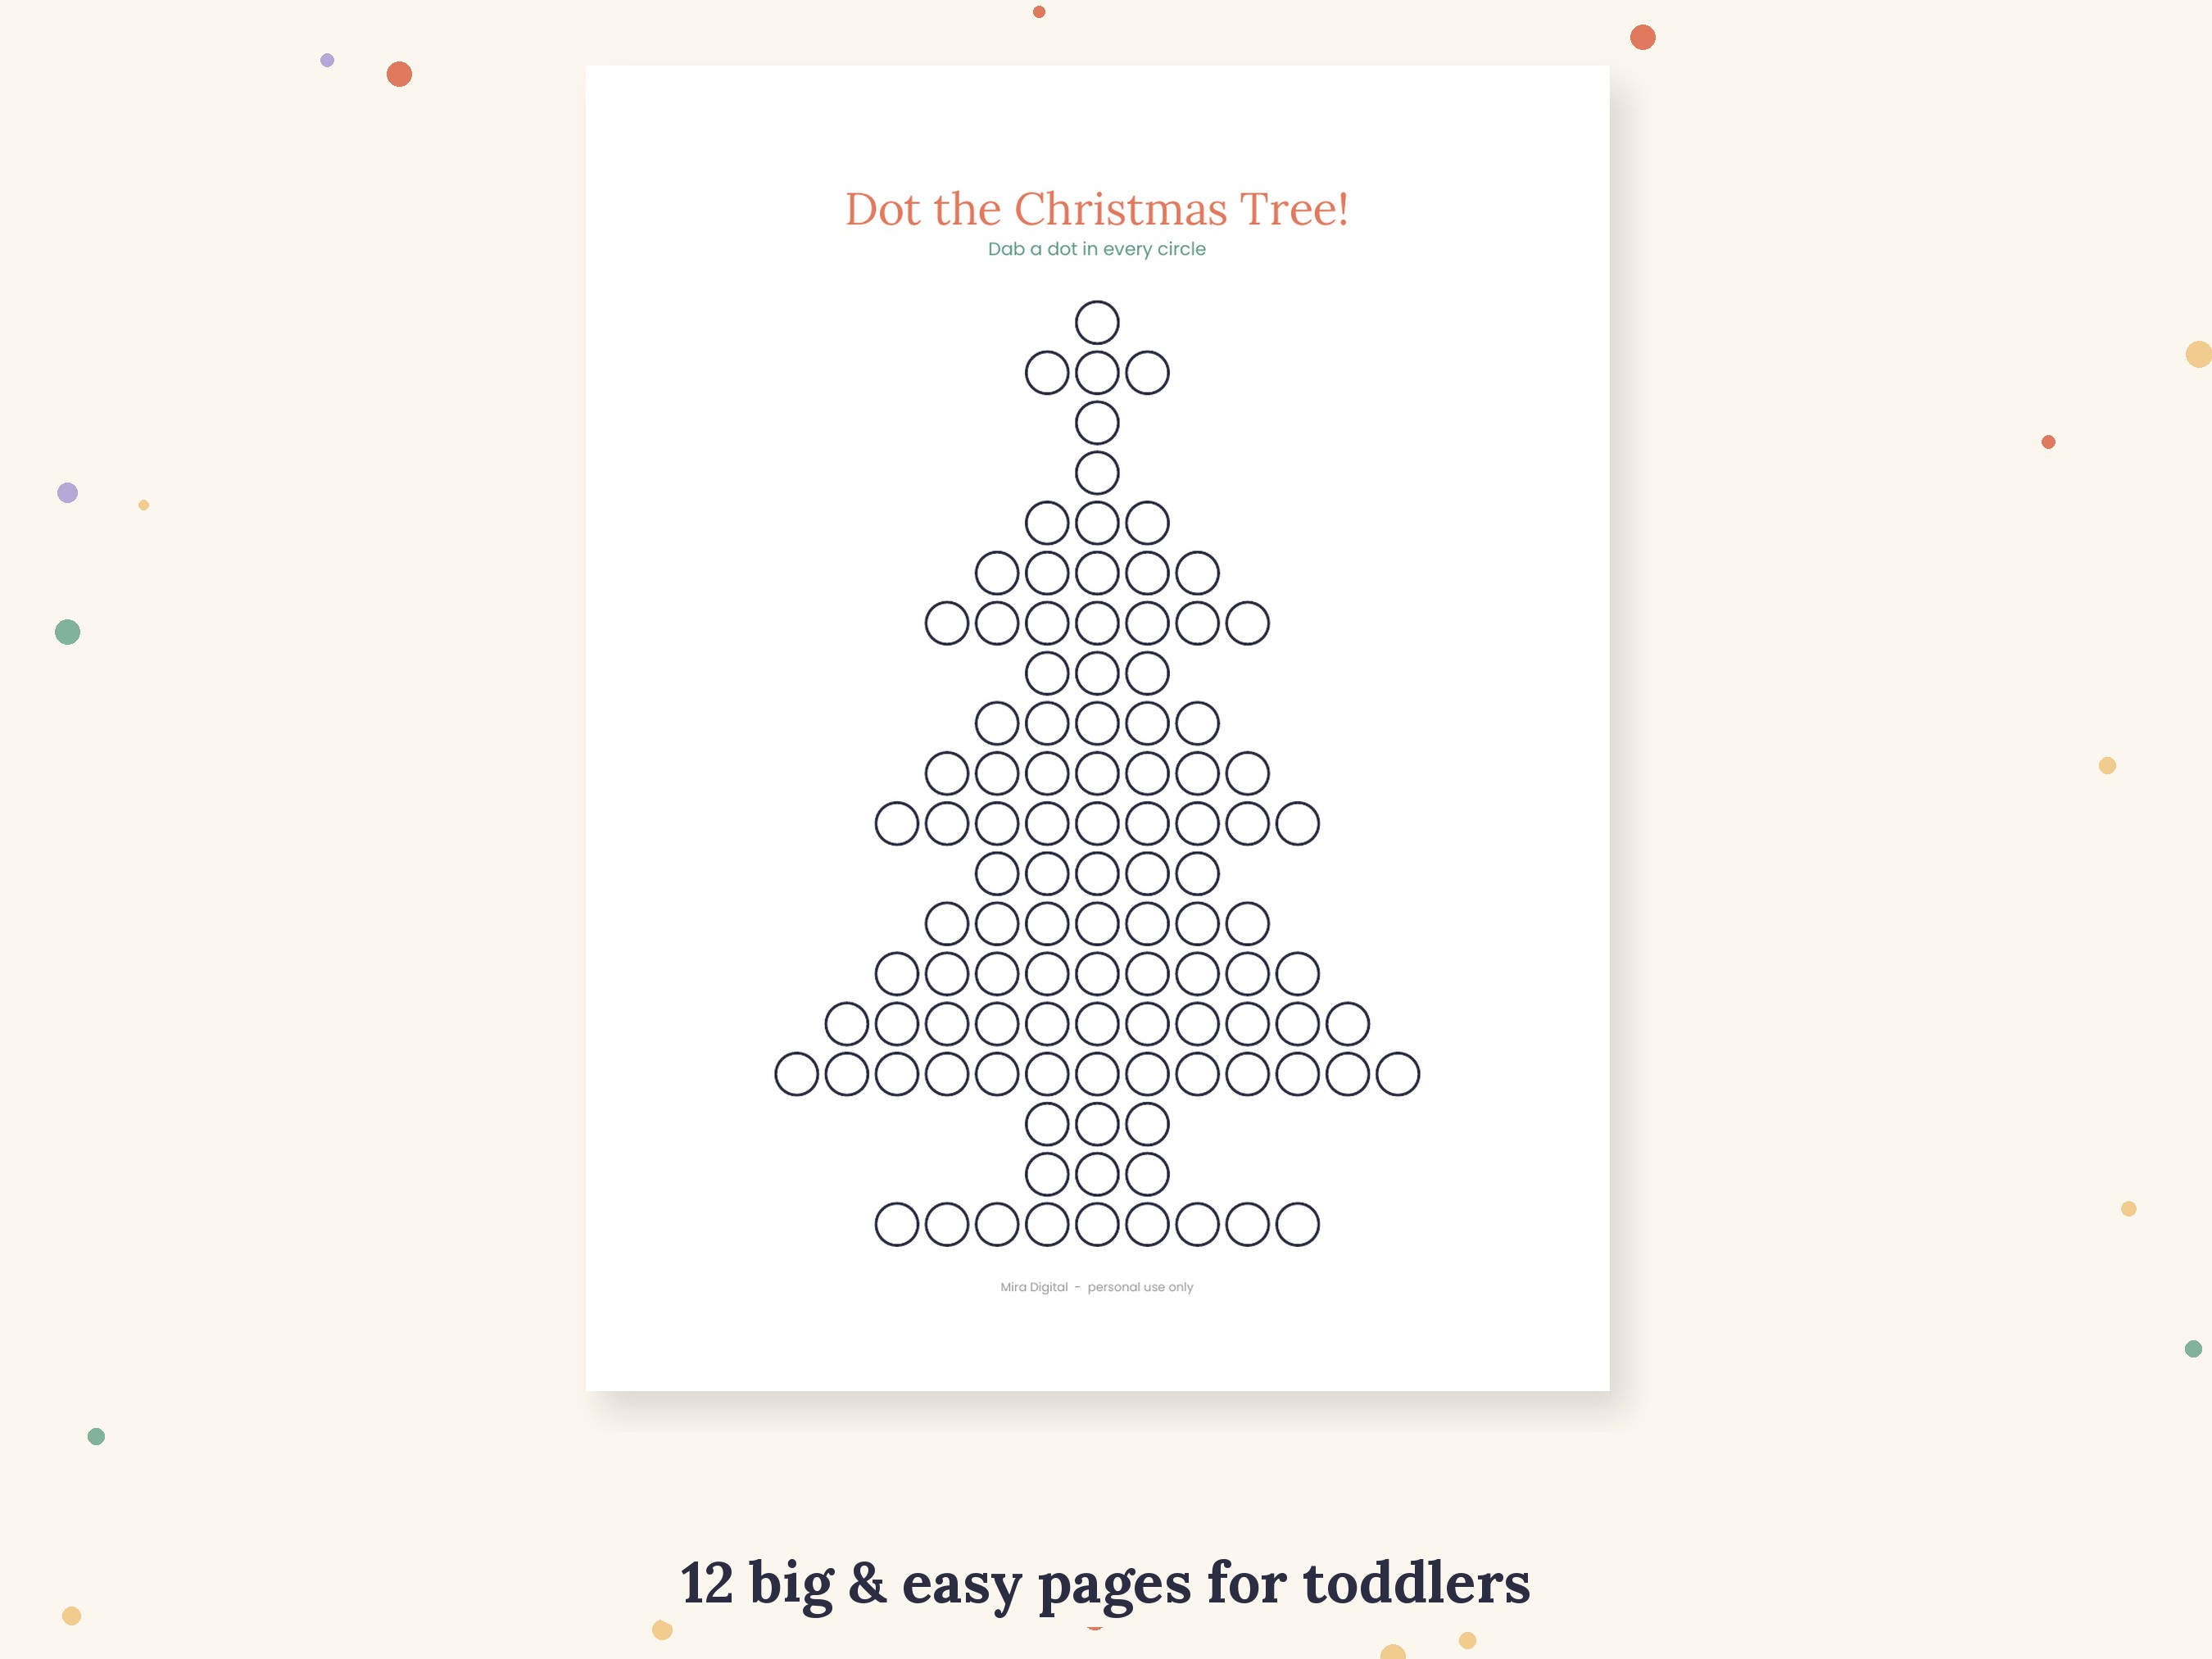 Dot the Christmas Tree!
Dab a dot in every circle
Mira Digital - personal use only
12 big & easy pages for toddlers